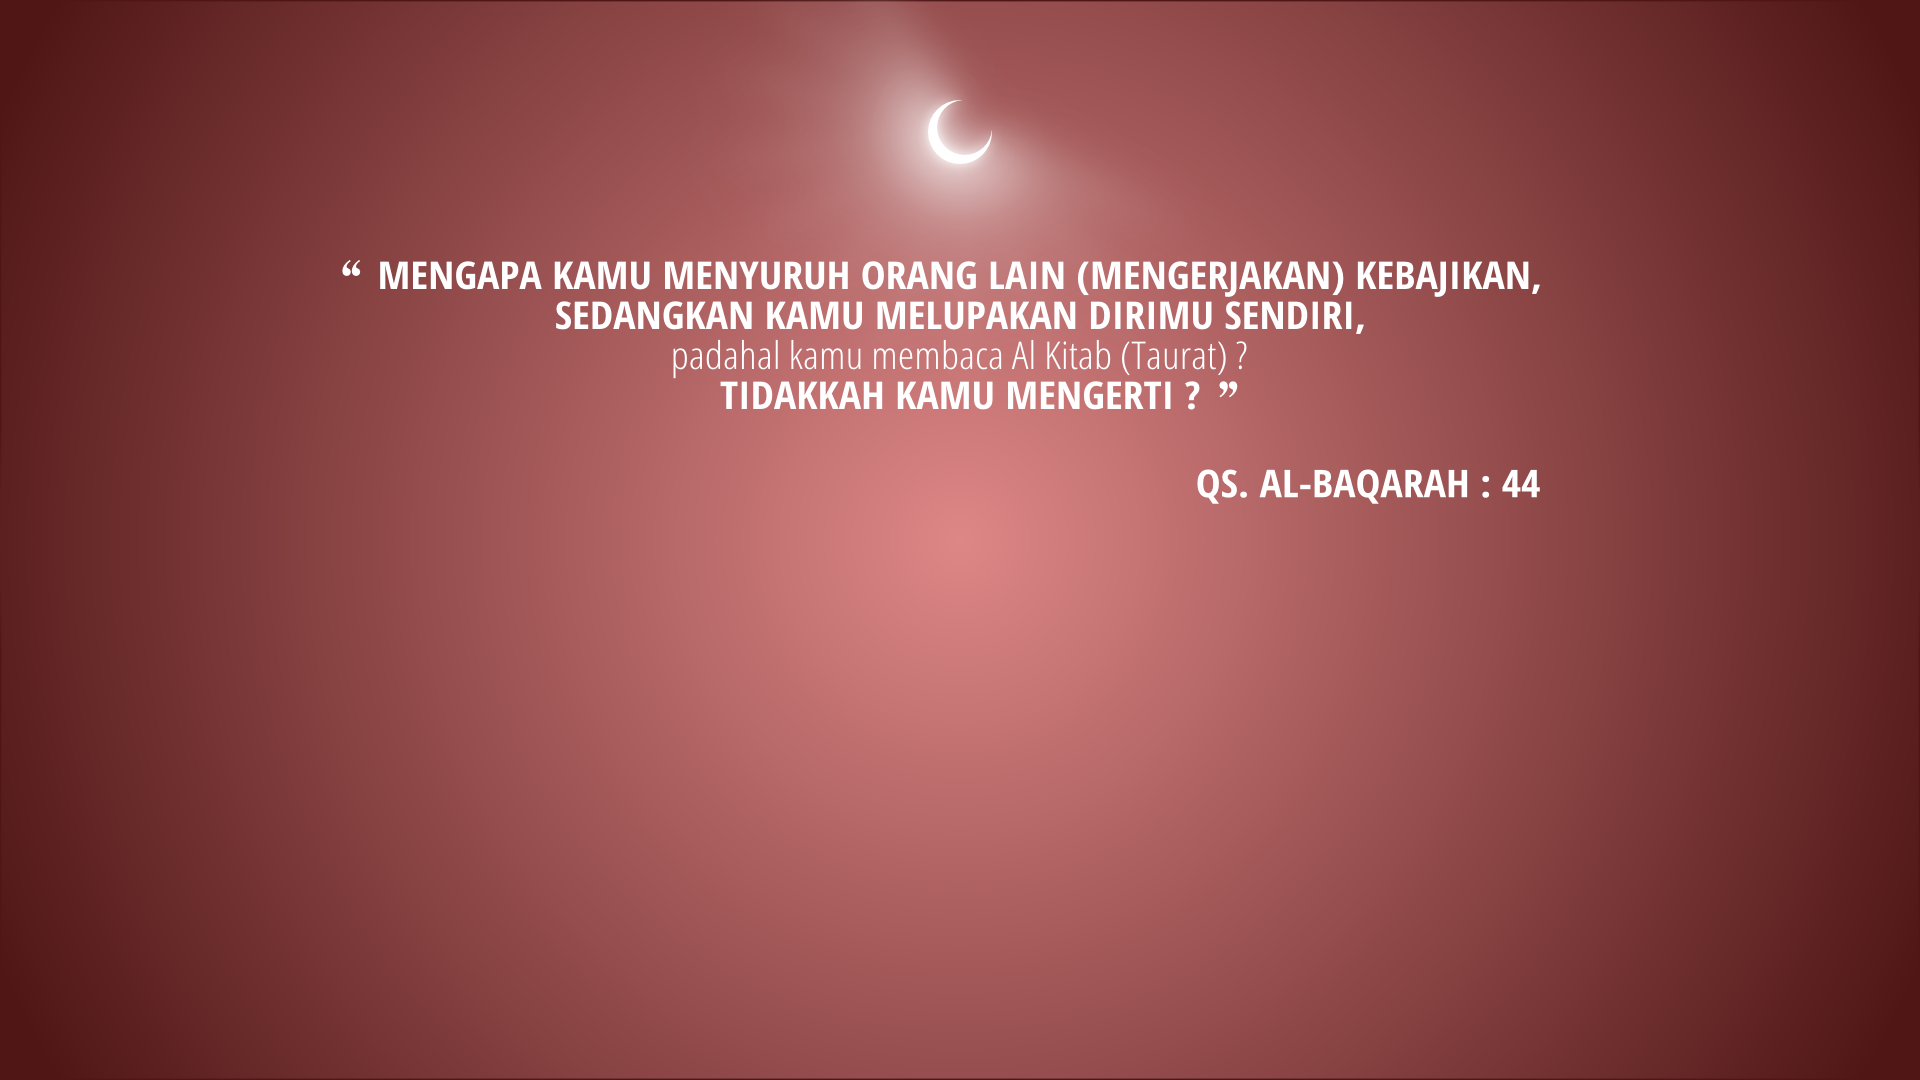 “ MENGAPA KAMU MENYURUH ORANG LAIN (MENGERJAKAN) KEBAJIKAN,
SEDANGKAN KAMU MELUPAKAN DIRIMU SENDIRI,
padahal kamu membaca Al Kitab (Taurat) ?
TIDAKKAH KAMU MENGERTI ? ”
QS. AL-BAQARAH : 44